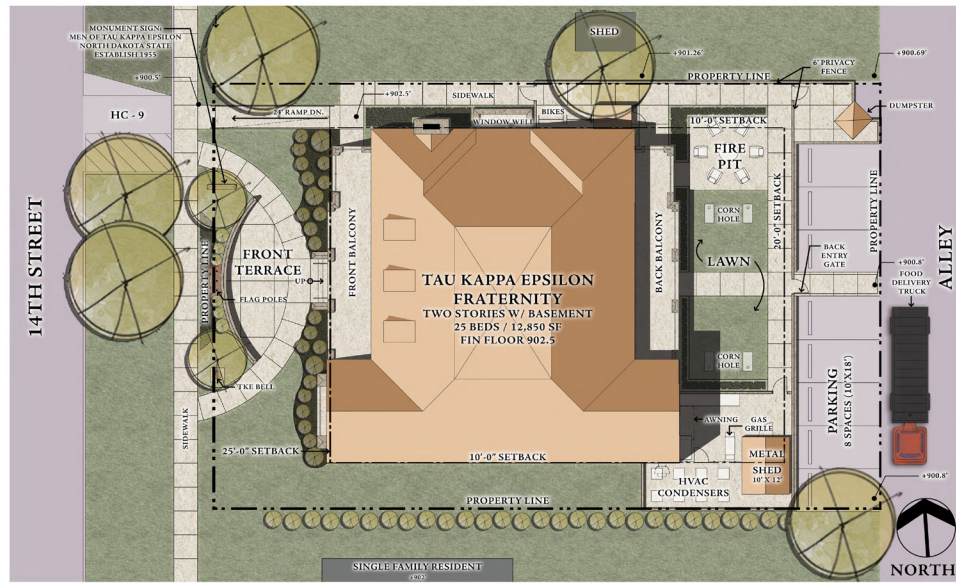 MONUMENT SIGN:
MEN OF TAU KAPPA EPSILON
NORTH DAKOTA STATE
ESTABLISH 1955
+900.5'
HC - 9
SHED
+901.26'
+900.69'
PROPERTY LINE
6' PRIVACY
FENCE
DUMPSTER
+902.5'
SIDEWALK
24' RAMP DN.
WINDOW WELL
BIKES
10'-0" SETBACK
FIRE
PIT
CORN
HOLE
20'-0" SETBACK
PROPERTY LINE
14TH STREET
PROPERTY LINE
FRONT
TERRACE
UP
FRONT BALCONY
FLAG POLES
TKE BELL
TAU KAPPA EPSILON
FRATERNITY
TWO STORIES W/ BASEMENT
25 BEDS / 12,850 SF
FIN FLOOR 902.5
BACK BALCONY
LAWN
BACK
ENTRY
GATE
+900.8'
FOOD
DELIVERY
TRUCK
ALLEY
CORN
HOLE
PARKING
8 SPACES (10'X18')
SIDEWALK
AWNING
GAS
GRILLE
25'-0" SETBACK
10'-0" SETBACK
METAL
SHED
10' X 12'
HVAC
CONDENSERS
+900.8'
PROPERTY LINE
SINGLE FAMILY RESIDENT
+902'
NORTH